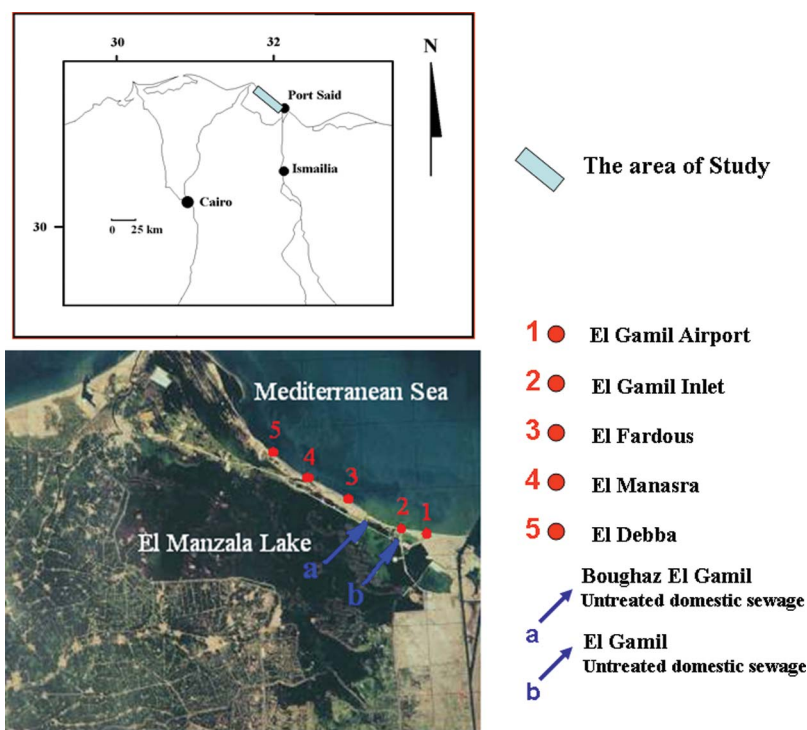 30
32
N
Port Said
Ismailia
Cairo
0 25 km
30
The area of Study
Mediterranean Sea
5
4
3
2
1
El Manzala Lake
a
b
1 El Gamil Airport
2 El Gamil Inlet
3 El Fardous
4 El Manasra
5 El Debba
Boughaz El Gamil
Untreated domestic sewage
a
El Gamil
Untreated domestic sewage
b